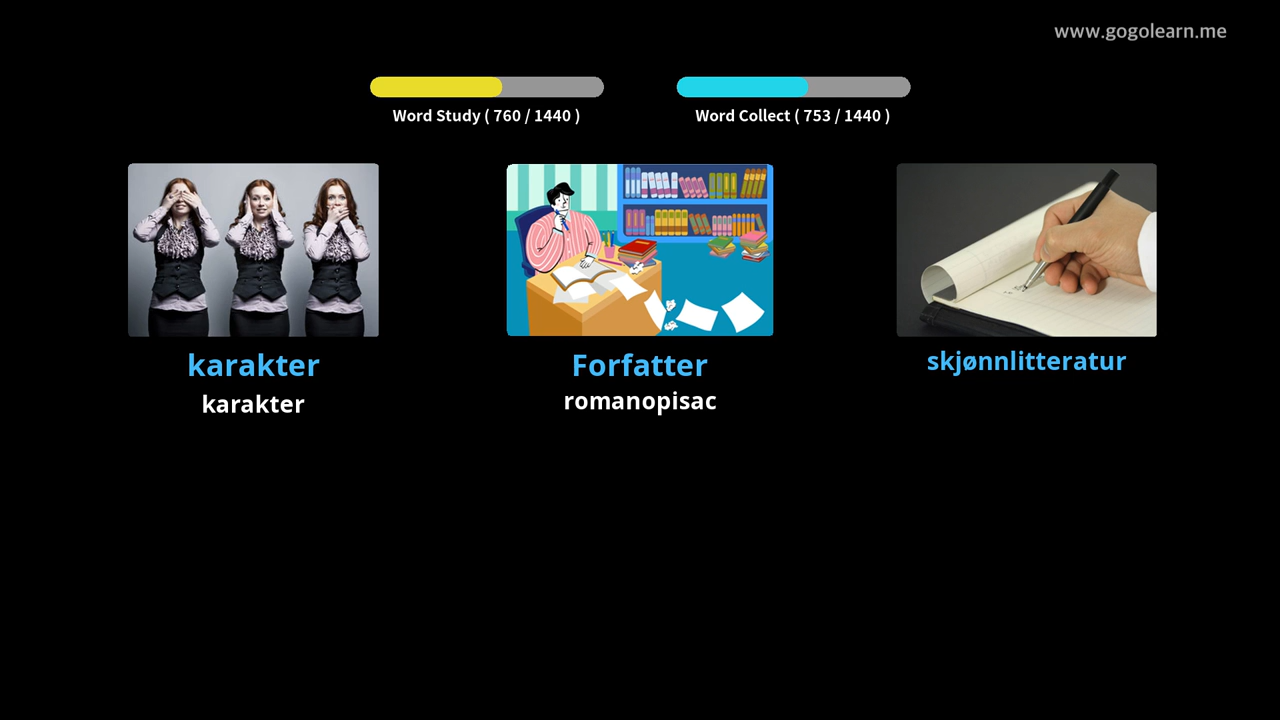 www.gogolearn.me
Word Study ( 760 / 1440 )
Word Collect ( 753 / 1440 )
karakter
karakter
Forfatter
romanopisac
skjønnlitteratur